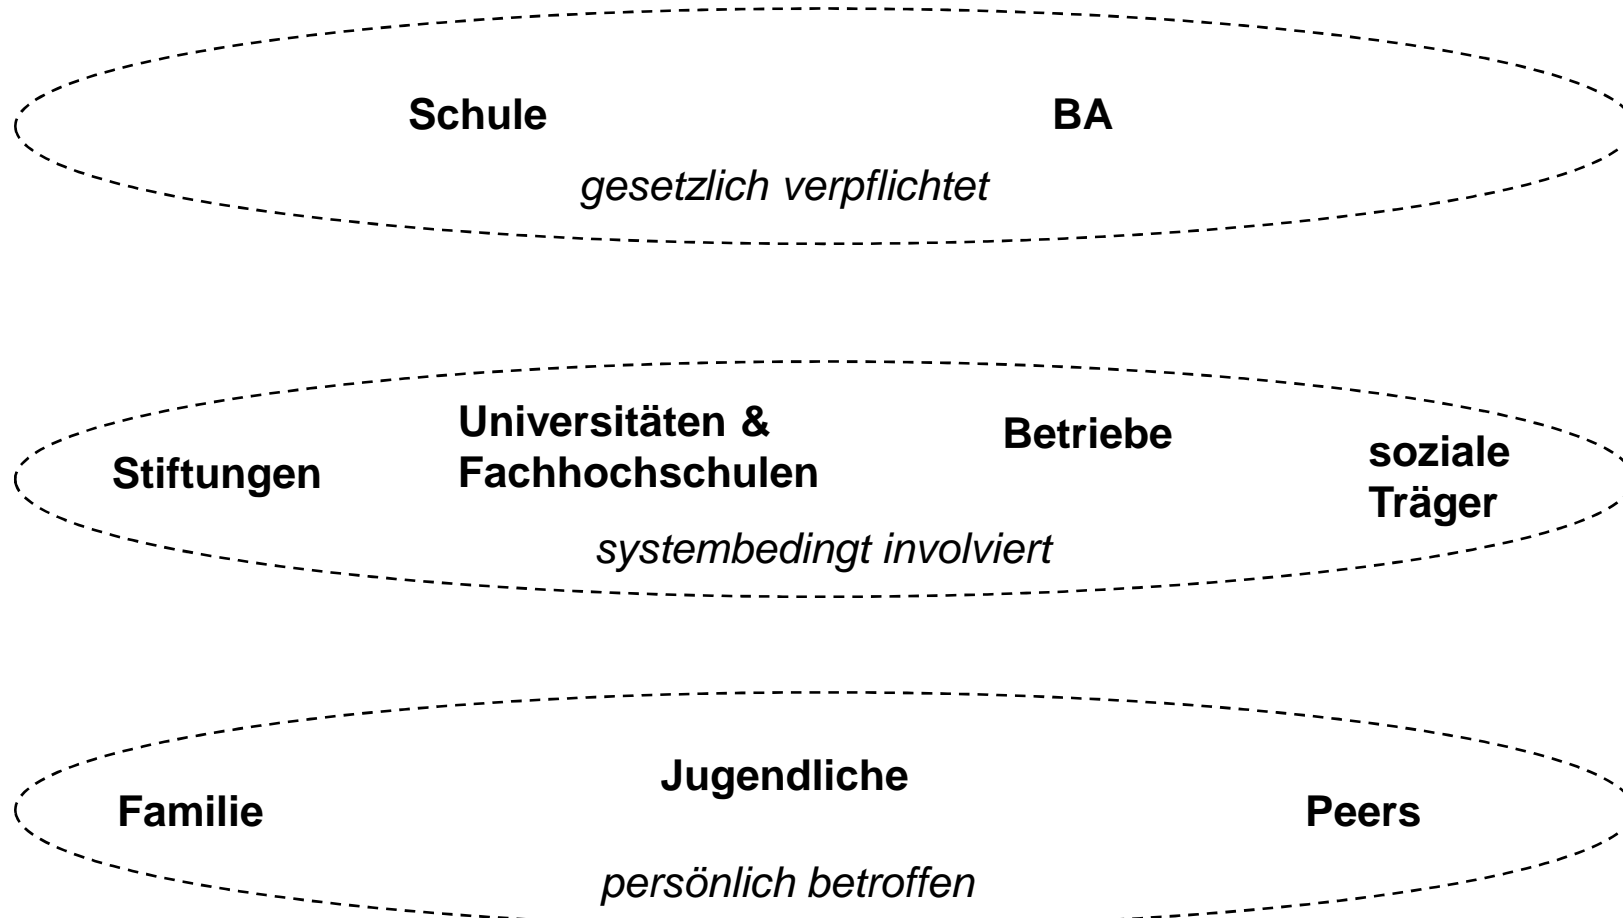 Schule
BA
gesetzlich verpflichtet
Stiftungen
Universitäten &
Fachhochschulen
Betriebe
soziale
Träger
systembedingt involviert
Familie
Jugendliche
Peers
persönlich betroffen